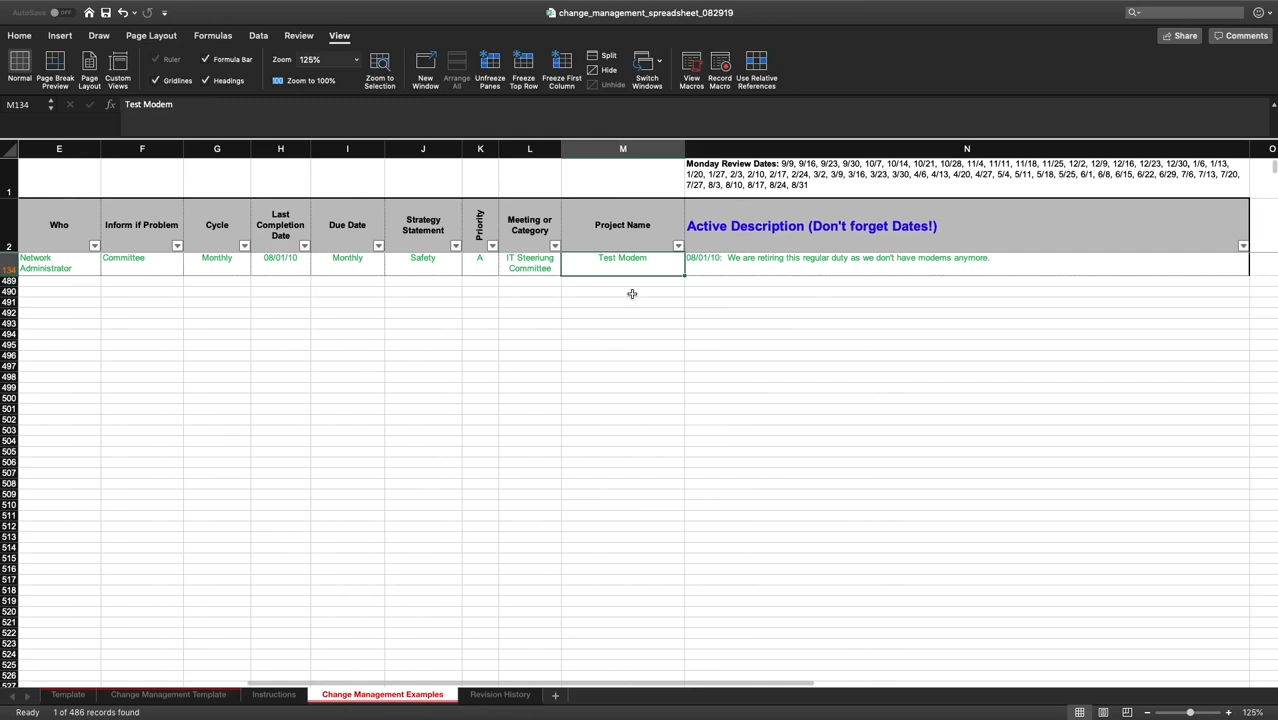 AutoSave OFF
change_management_spreadsheet_082919
Home Insert Draw Page Layout Formulas Data Review View
Share Comments
Ruler Formula Bar Zoom 125%
Gridlines Headings 100 Zoom to 100%
Normal Page Break Preview Page Layout Custom Views
Zoom to Selection
New Window Arrange All Unfreeze Panes Freeze Top Row Freeze First Column
Split
Hide
Unhide
Switch Windows View Macros Record Macro Use Relative References
M134 fx Test Modem
E F G H I J K L M N O
1
Monday Review Dates: 9/9, 9/16, 9/23, 9/30, 10/7, 10/14, 10/21, 10/28, 11/4, 11/11, 11/18, 11/25, 12/2, 12/9, 12/16, 12/23, 12/30, 1/6, 1/13,
1/20, 1/27, 2/3, 2/10, 2/17, 2/24, 3/2, 3/9, 3/16, 3/23, 3/30, 4/6, 4/13, 4/20, 4/27, 5/4, 5/11, 5/18, 5/25, 6/1, 6/8, 6/15, 6/22, 6/29, 7/6, 7/13, 7/20,
7/27, 8/3, 8/10, 8/17, 8/24, 8/31
2 Who Inform if Problem Cycle Last Completion Date Due Date Strategy Statement Priority Meeting or Category Project Name Active Description (Don't forget Dates!)
134 Network Administrator Committee Monthly 08/01/10 Monthly Safety A IT Steeriung Committee Test Modem 08/01/10: We are retiring this regular duty as we don't have modems anymore.
489
490
491
492
493
494
495
496
497
498
499
500
501
502
503
504
505
506
507
508
509
510
511
512
513
514
515
516
517
518
519
520
521
522
523
524
525
526
527
Template Change Management Template Instructions Change Management Examples Revision History +
Ready 1 of 486 records found 125%